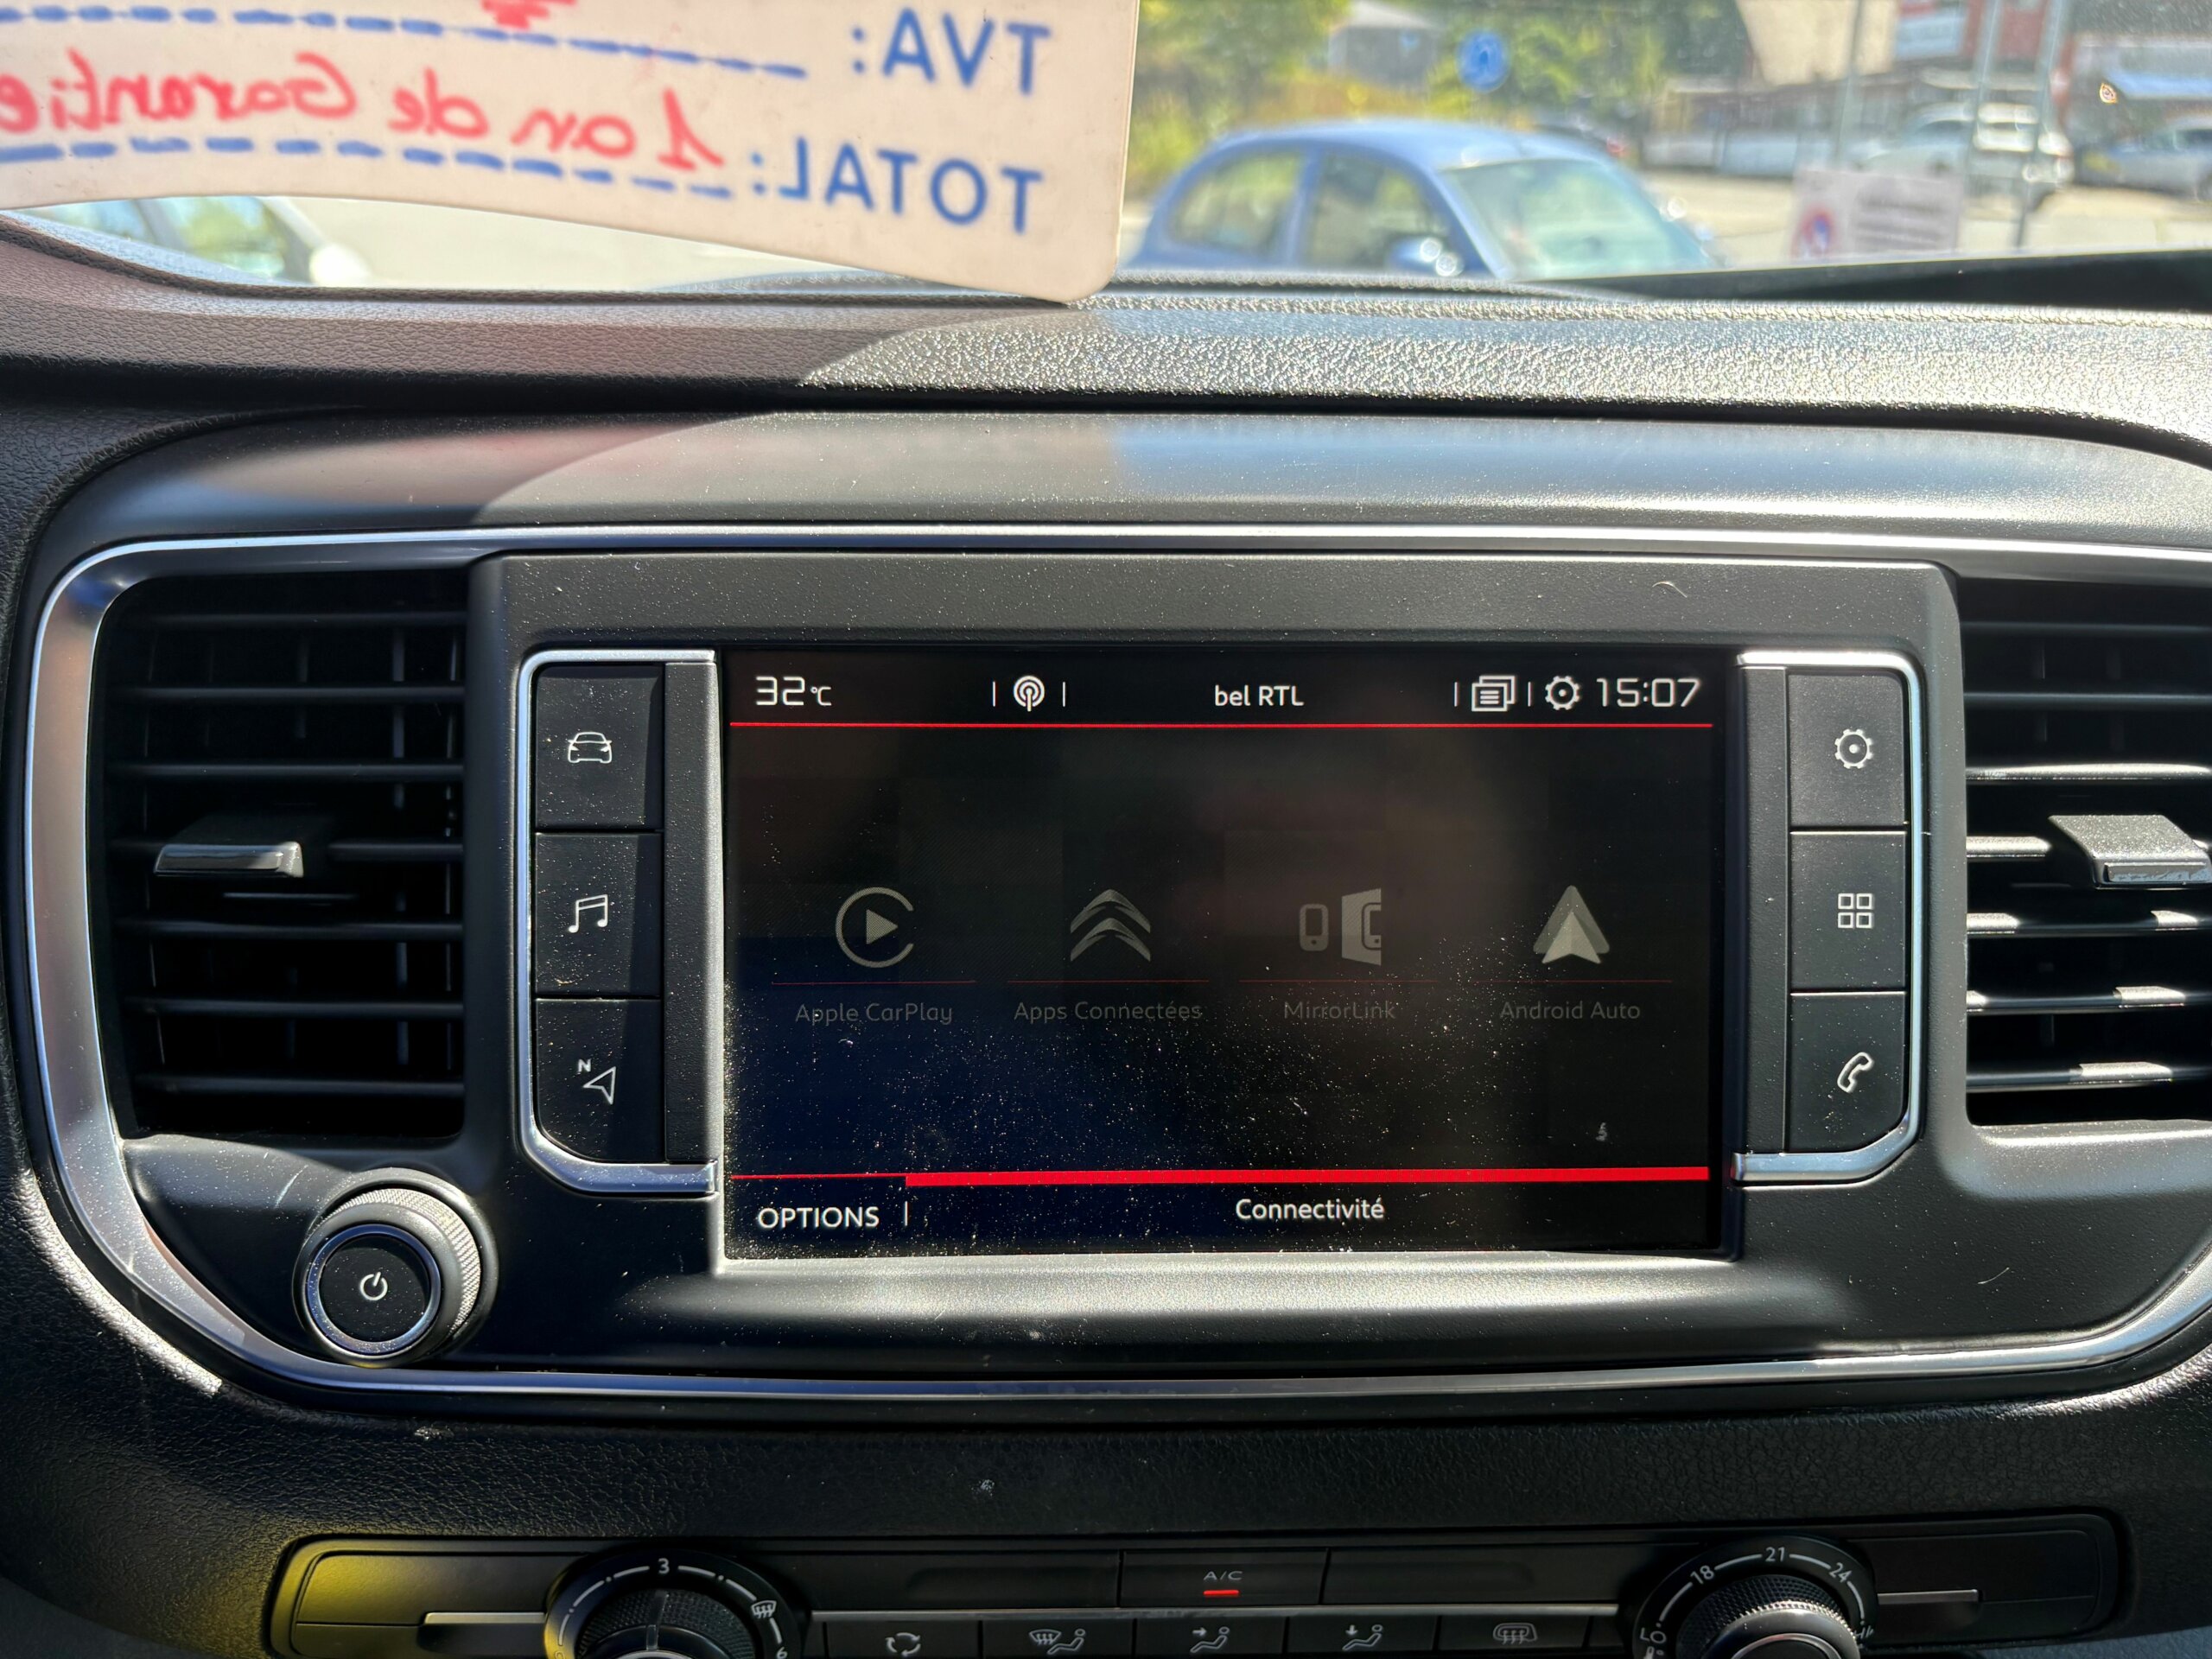 TVA:
TOTAL: 1 an de Garantie
32°C
bel RTL
15:07
Apple CarPlay
Apps Connectées
MirrorLink
Android Auto
OPTIONS
Connectivité
N
A/C
3
6
18
21
24